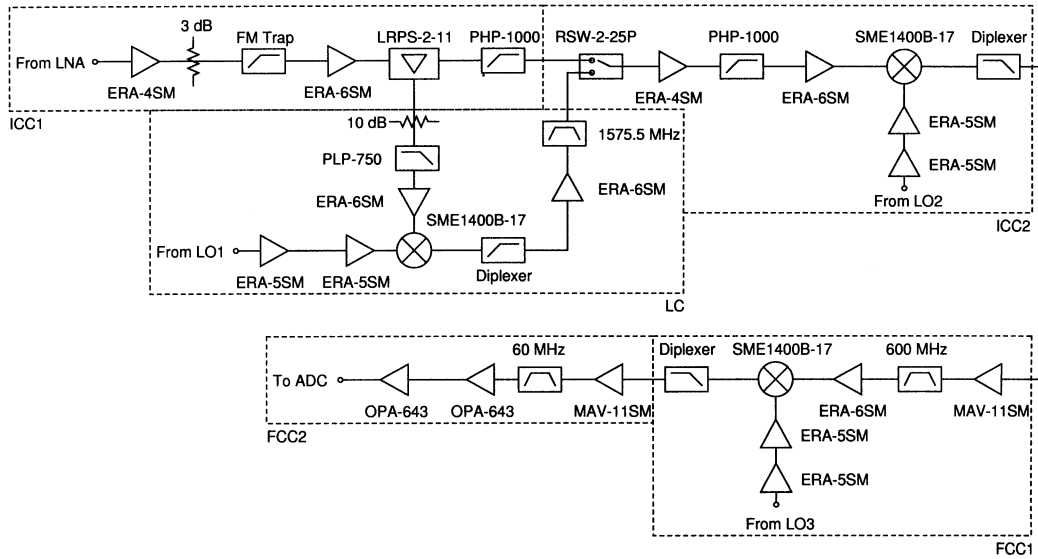 3 dB
FM Trap
LRPS-2-11
PHP-1000
RSW-2-25P
PHP-1000
SME1400B-17
Diplexer
From LNA
ERA-4SM
ERA-6SM
ERA-4SM
ERA-6SM
ICC1
10 dB
1575.5 MHz
ERA-5SM
PLP-750
ERA-5SM
ERA-6SM
ERA-6SM
From LO2
SME1400B-17
ICC2
From LO1
ERA-5SM
ERA-5SM
Diplexer
LC
60 MHz
Diplexer
SME1400B-17
600 MHz
To ADC
OPA-643
OPA-643
MAV-11SM
ERA-6SM
MAV-11SM
FCC2
ERA-5SM
ERA-5SM
From LO3
FCC1